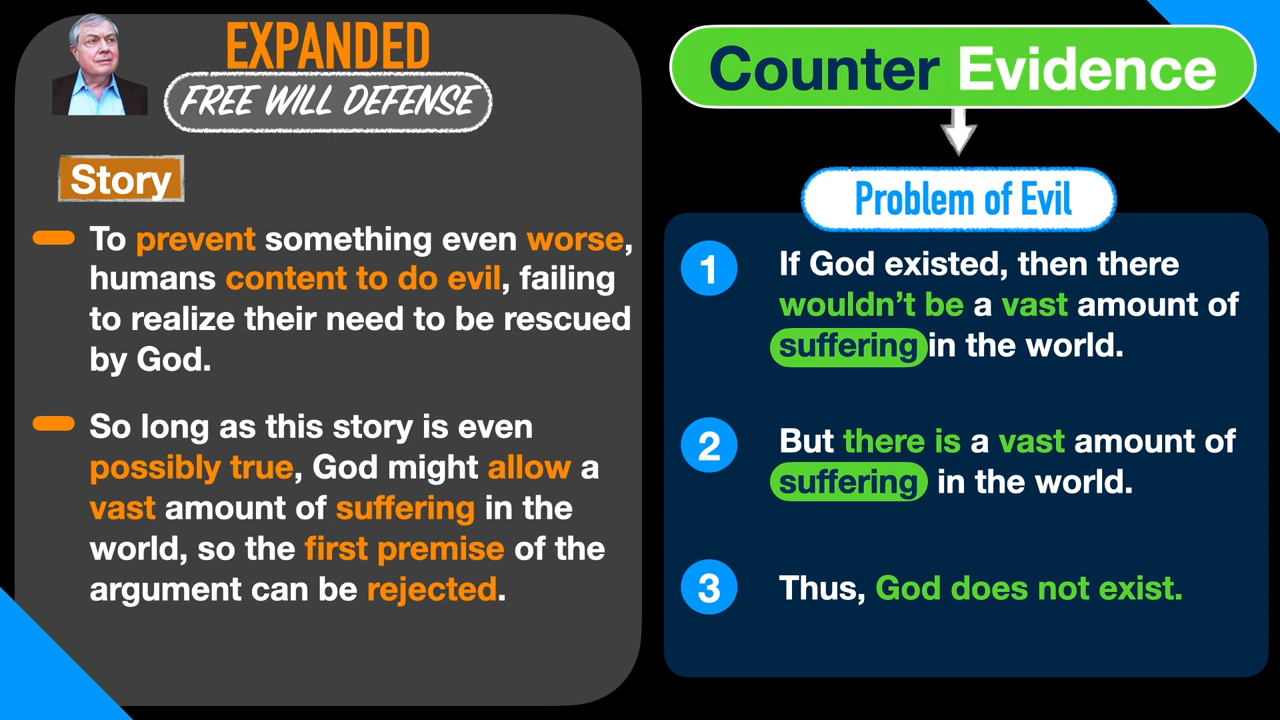 EXPANDED
FREE WILL DEFENSE
Story
To prevent something even worse,
humans content to do evil, failing
to realize their need to be rescued
by God.
So long as this story is even
possibly true, God might allow a
vast amount of suffering in the
world, so the first premise of the
argument can be rejected.
Counter Evidence
Problem of Evil
1 If God existed, then there
wouldn't be a vast amount of
suffering in the world.
2 But there is a vast amount of
suffering in the world.
3 Thus, God does not exist.